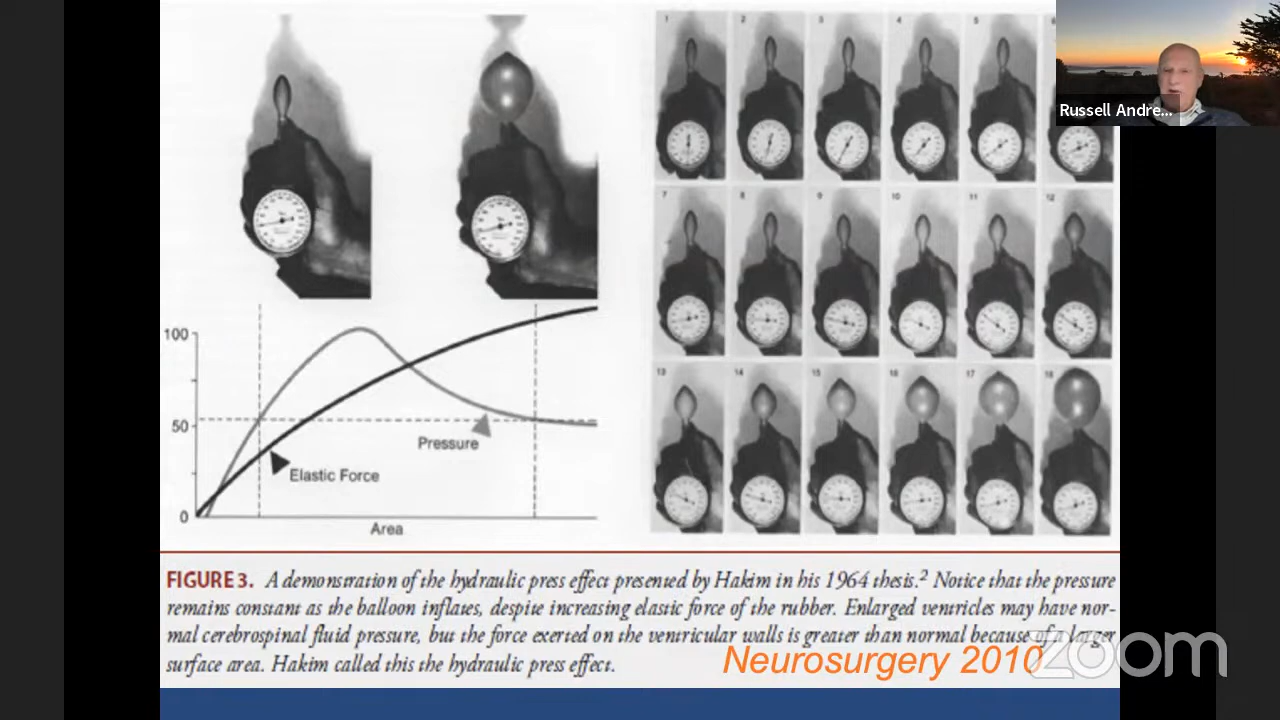 1
2
3
4
5
Russell Andre...
7
8
9
10
11
12
13
14
15
16
17
18
100
50
0
Pressure
Elastic Force
Area
FIGURE 3. A demonstration of the hydraulic press effect presented by Hakim in his 1964 thesis.2 Notice that the pressure
remains constant as the balloon inflates, despite increasing elastic force of the rubber. Enlarged ventricles may have nor-
mal cerebrospinal fluid pressure, but the force exerted on the ventricular walls is greater than normal because of a larger
surface area. Hakim called this the hydraulic press effect.
Neurosurgery 2010
zoom